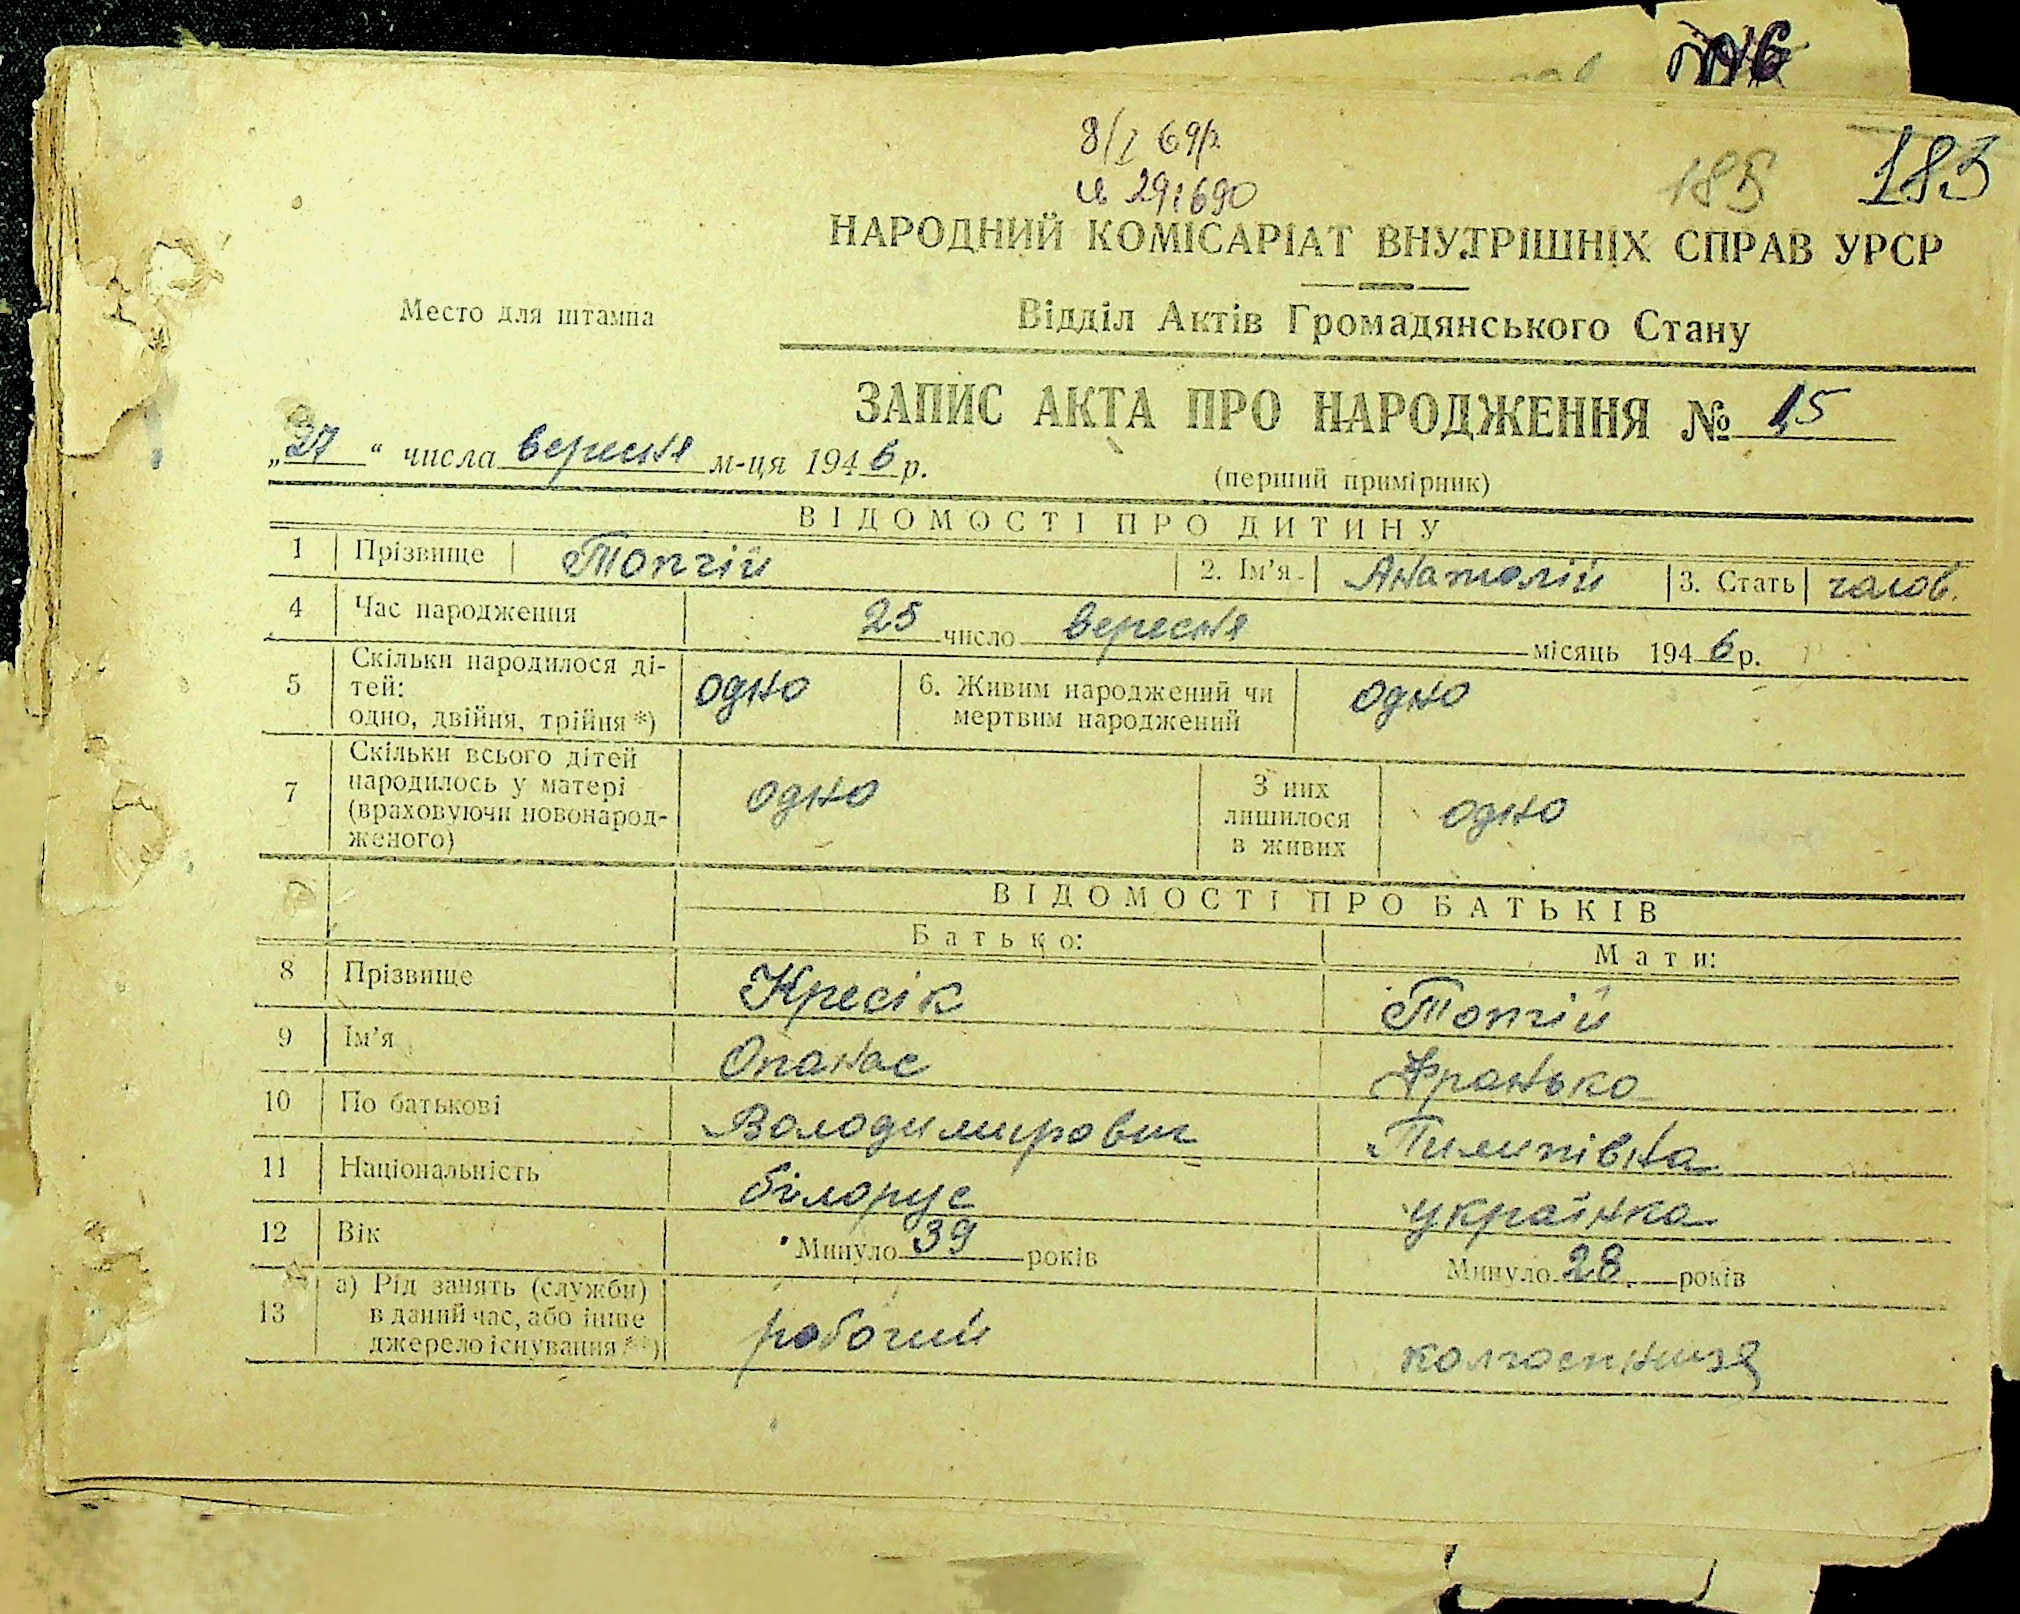 8/I 69р.
№ 291690
185 183
НАРОДНИЙ КОМІСАРІАТ ВНУТРІШНІХ СПРАВ УРСР
Место для штампа
Відділ Актів Громадянського Стану
ЗАПИС АКТА ПРО НАРОДЖЕННЯ № 15
„27“ числа вересня м-ця 1946 р.
(перший примірник)
ВІДОМОСТІ ПРО ДИТИНУ
1 Прізвище Топчій 2. Ім'я Анатолій 3. Стать чолов.
4 Час народження 25 число вересня місяць 1946 р.
5 Скільки народилося ді-
тей:
одно, двійня, трійня *) одно 6. Живим народжений чи
мертвим народжений одно
7 Скільки всього дітей
народилось у матері
(враховуючи новонарод-
женого) одно З них
лишилося
в живих одно
ВІДОМОСТІ ПРО БАТЬКІВ
Батько: Мати:
8 Прізвище Кресік Топчій
9 Ім'я Опанас Франько
10 По батькові Володимирович Пилипівна
11 Національність білорус українка
12 Вік Минуло 39 років Минуло 28 років
13 а) Рід занять (служби)
в даний час, або інше
джерело існування **) робочий колгоспниця